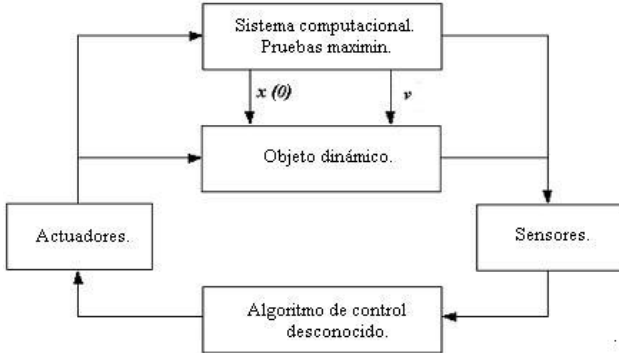 Sistema computacional.
Pruebas maximin.
x (0)
v
Objeto dinámico.
Actuadores.
Sensores.
Algoritmo de control
desconocido.